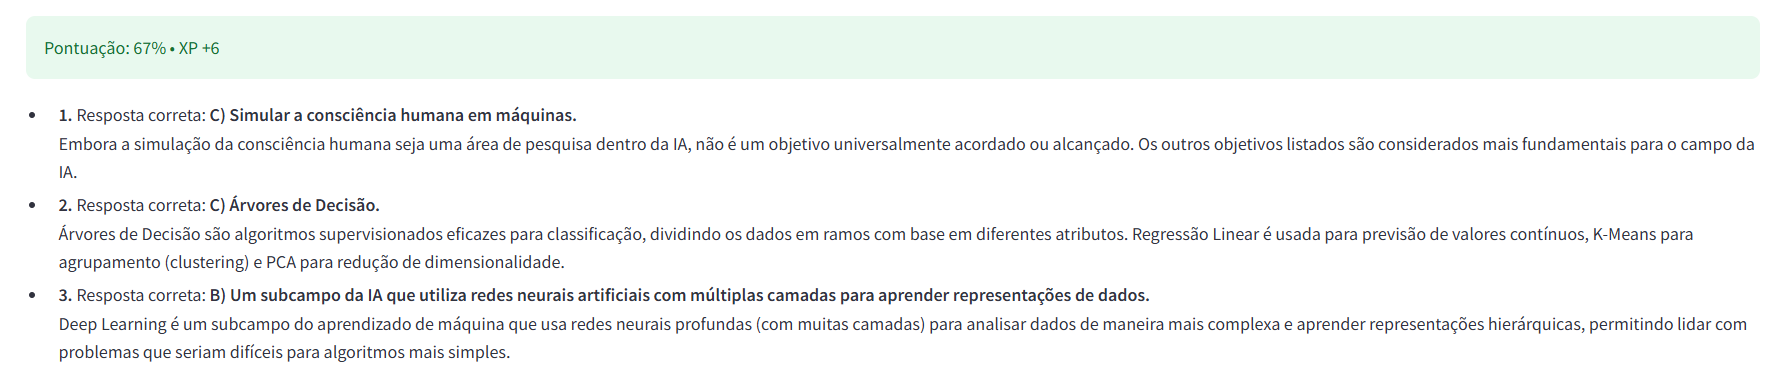 Pontuação: 67% • XP +6
• 1. Resposta correta: C) Simular a consciência humana em máquinas.
Embora a simulação da consciência humana seja uma área de pesquisa dentro da IA, não é um objetivo universalmente acordado ou alcançado. Os outros objetivos listados são considerados mais fundamentais para o campo da
IA.
• 2. Resposta correta: C) Árvores de Decisão.
Árvores de Decisão são algoritmos supervisionados eficazes para classificação, dividindo os dados em ramos com base em diferentes atributos. Regressão Linear é usada para previsão de valores contínuos, K-Means para
agrupamento (clustering) e PCA para redução de dimensionalidade.
• 3. Resposta correta: B) Um subcampo da IA que utiliza redes neurais artificiais com múltiplas camadas para aprender representações de dados.
Deep Learning é um subcampo do aprendizado de máquina que usa redes neurais profundas (com muitas camadas) para analisar dados de maneira mais complexa e aprender representações hierárquicas, permitindo lidar com
problemas que seriam difíceis para algoritmos mais simples.